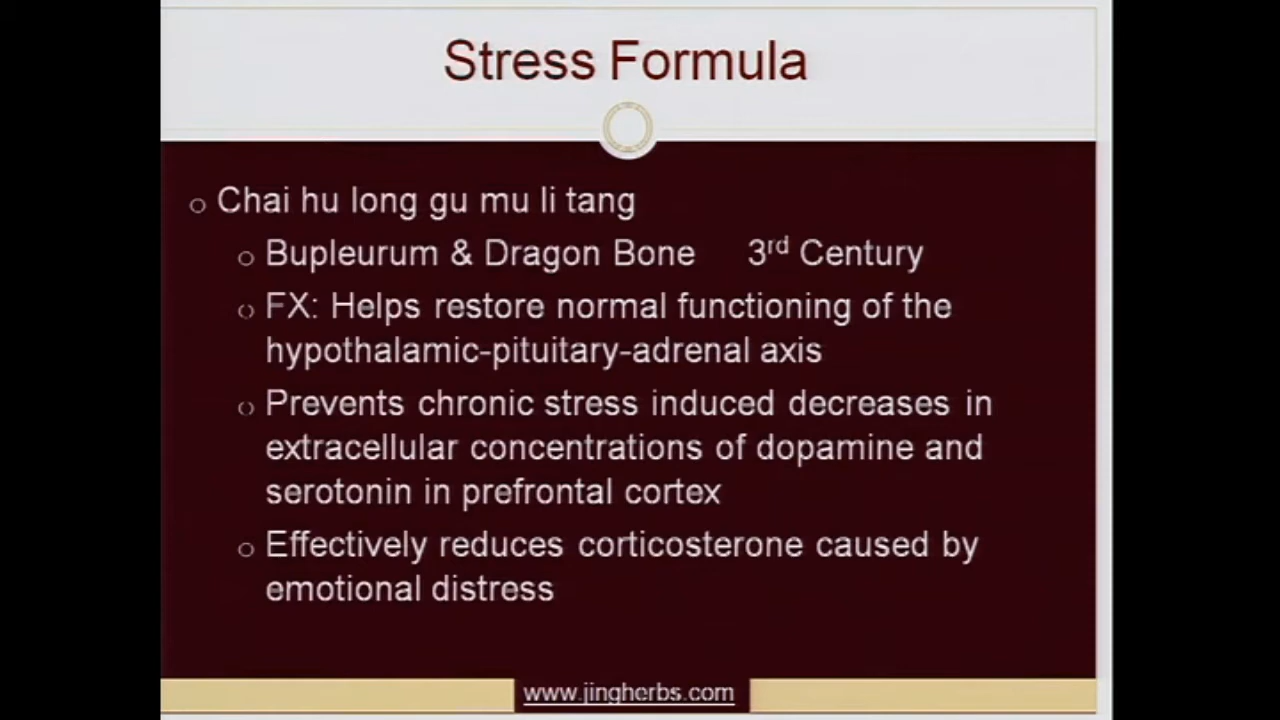 Stress Formula
Chai hu long gu mu li tang
Bupleurum & Dragon Bone 3rd Century
FX: Helps restore normal functioning of the
hypothalamic-pituitary-adrenal axis
Prevents chronic stress induced decreases in
extracellular concentrations of dopamine and
serotonin in prefrontal cortex
Effectively reduces corticosterone caused by
emotional distress
www.jingherbs.com